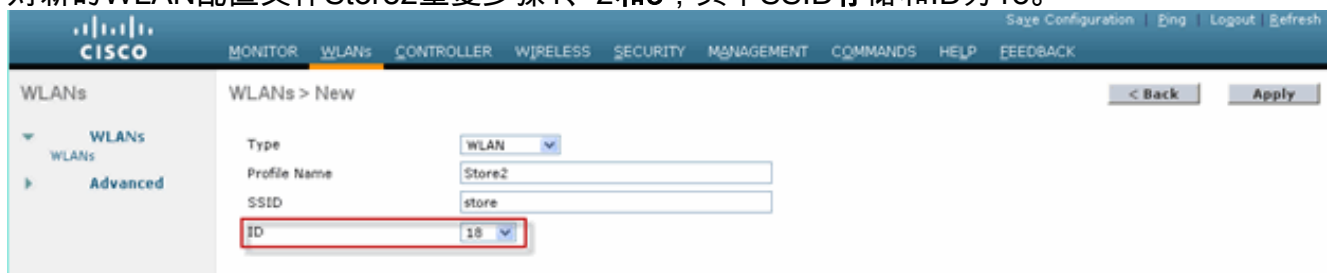 对新的WLAN配置文件Store2重复步骤1、2和3，其中SSID存储和ID为18。
Save Configuration | Ping | Logout | Refresh
CISCO
MONITOR WLANs CONTROLLER WIRELESS SECURITY MANAGEMENT COMMANDS HELP FEEDBACK
WLANs
WLANs > New
< Back Apply
WLANs
WLANs
Advanced
Type WLAN
Profile Name Store2
SSID store
ID 18